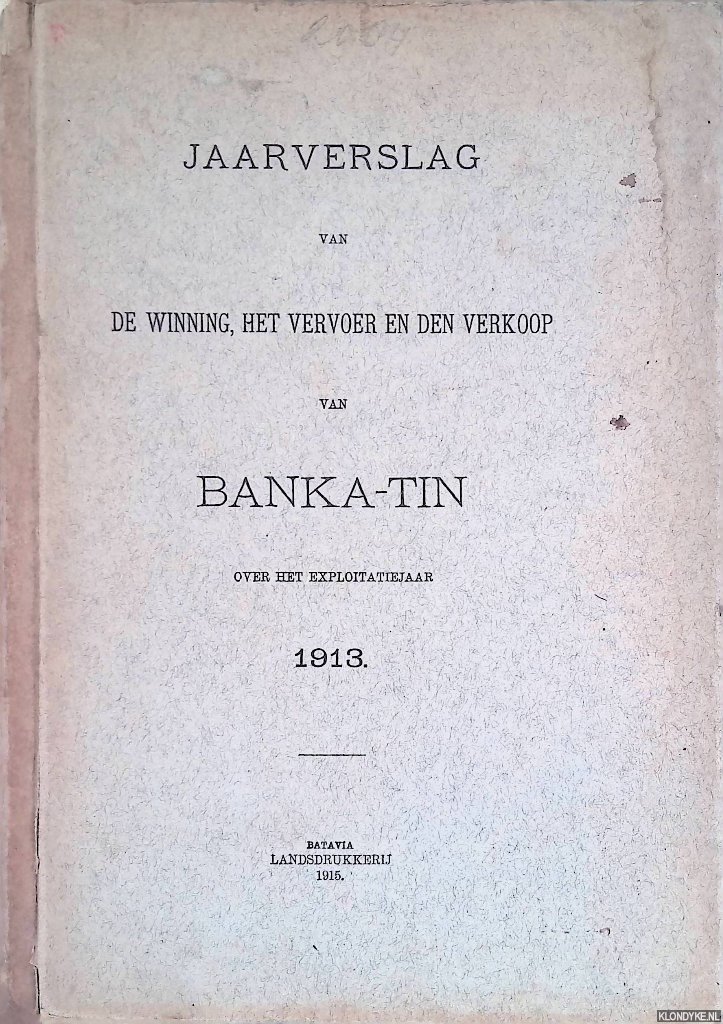 JAARVERSLAG
VAN
DE WINNING, HET VERVOER EN DEN VERKOOP
VAN
BANKA-TIN
OVER HET EXPLOITATIEJAAR
1913.
BATAVIA
LANDSDRUKKERIJ
1915.
KLONDYKE.NL